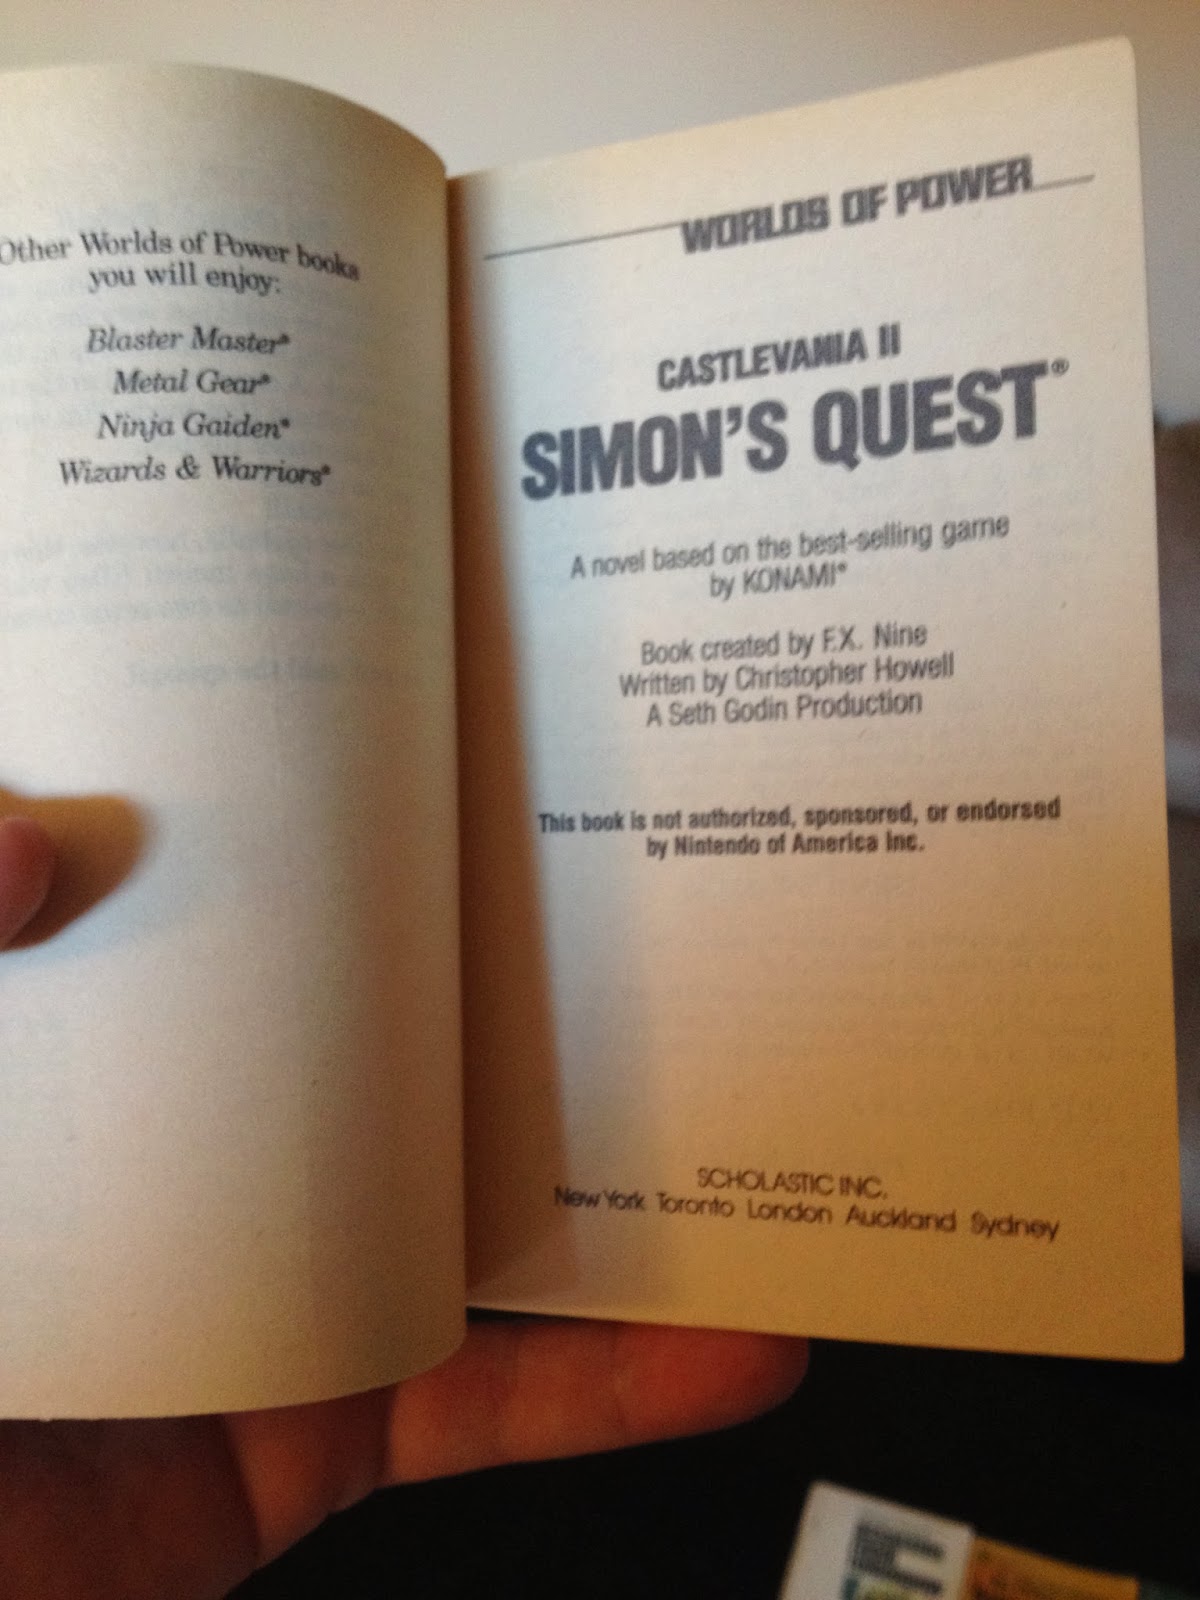 Other Worlds of Power books
you will enjoy:
Blaster Master®
Metal Gear®
Ninja Gaiden®
Wizards & Warriors®
WORLDS OF POWER
CASTLEVANIA II
SIMON'S QUEST®
A novel based on the best-selling game
by KONAMI®
Book created by F.X. Nine
Written by Christopher Howell
A Seth Godin Production
This book is not authorized, sponsored, or endorsed
by Nintendo of America Inc.
SCHOLASTIC INC.
New York Toronto London Auckland Sydney